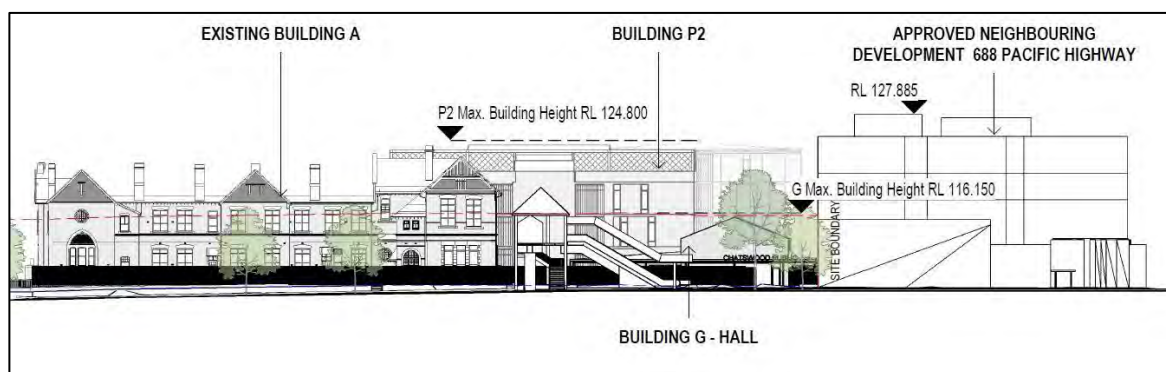 EXISTING BUILDING A
BUILDING P2
APPROVED NEIGHBOURING
DEVELOPMENT 688 PACIFIC HIGHWAY
RL 127.885
P2 Max. Building Height RL 124.800
G Max. Building Height RL 116.150
SITE BOUNDARY
CHATSWOOD
BUILDING G - HALL